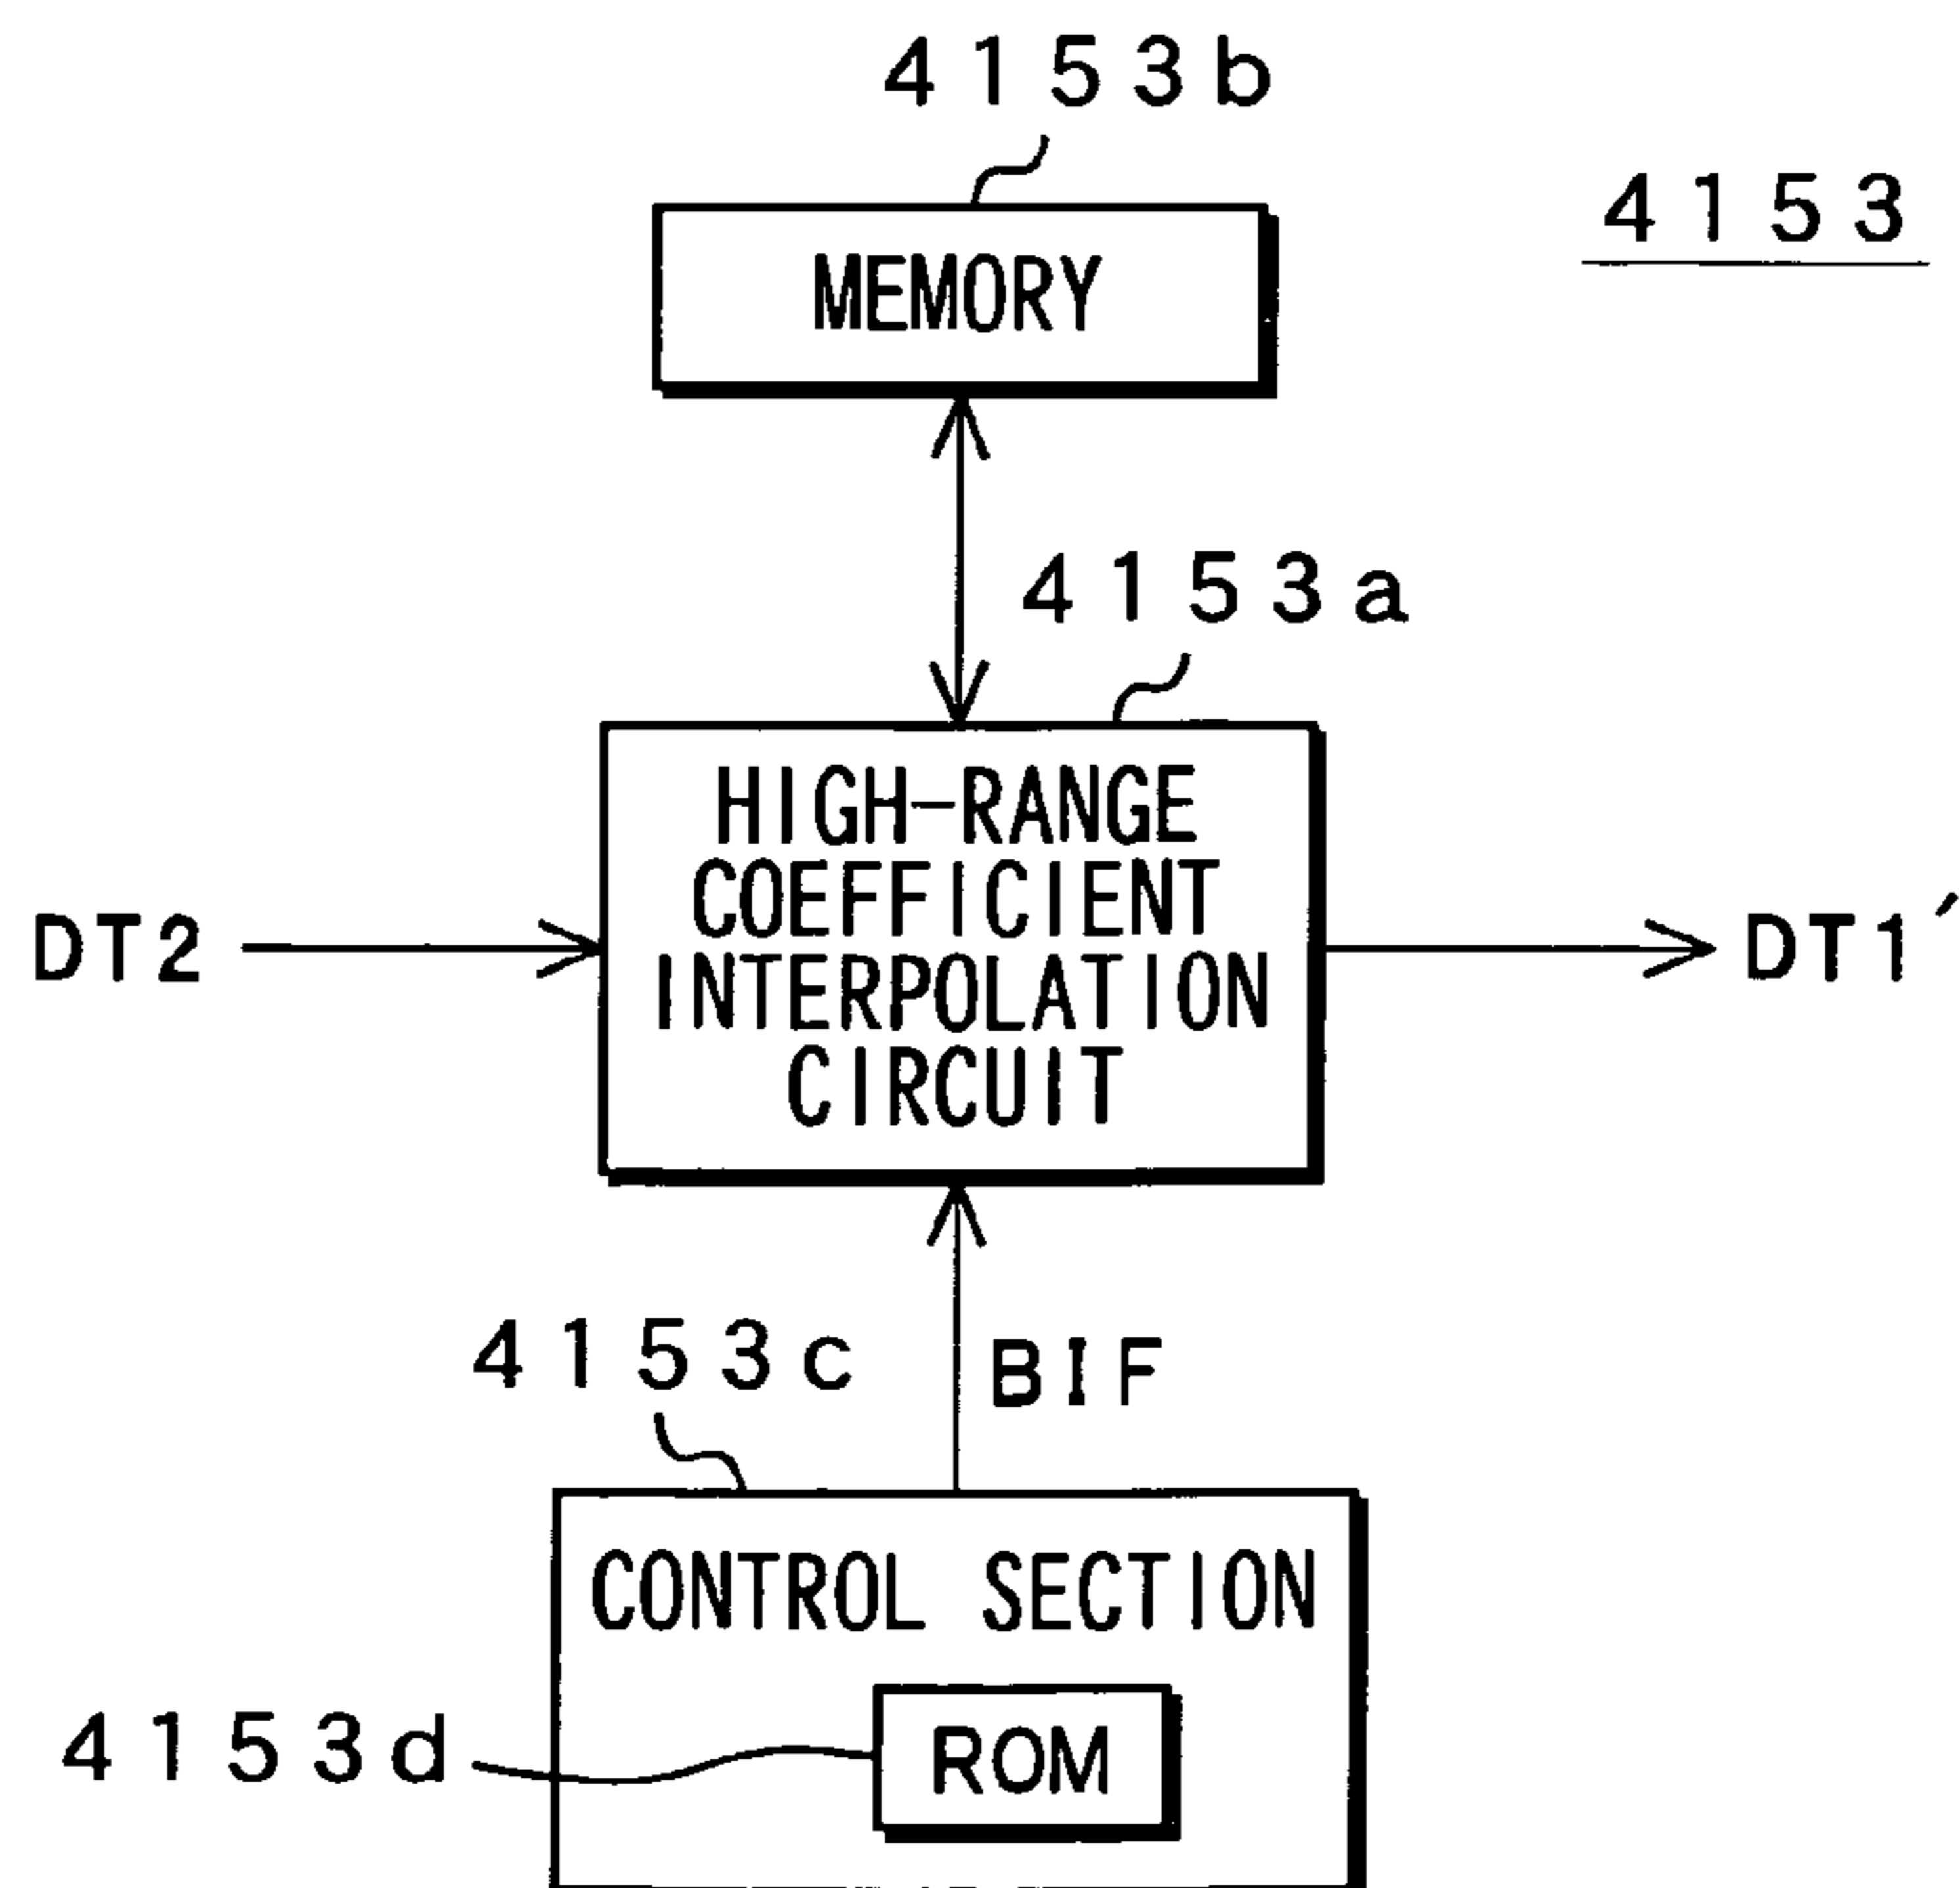 4153b
4153
MEMORY
4153a
HIGH-RANGE
COEFFICIENT
INTERPOLATION
CIRCUIT
DT2
DT1′
4153c
BIF
CONTROL SECTION
4153d
ROM